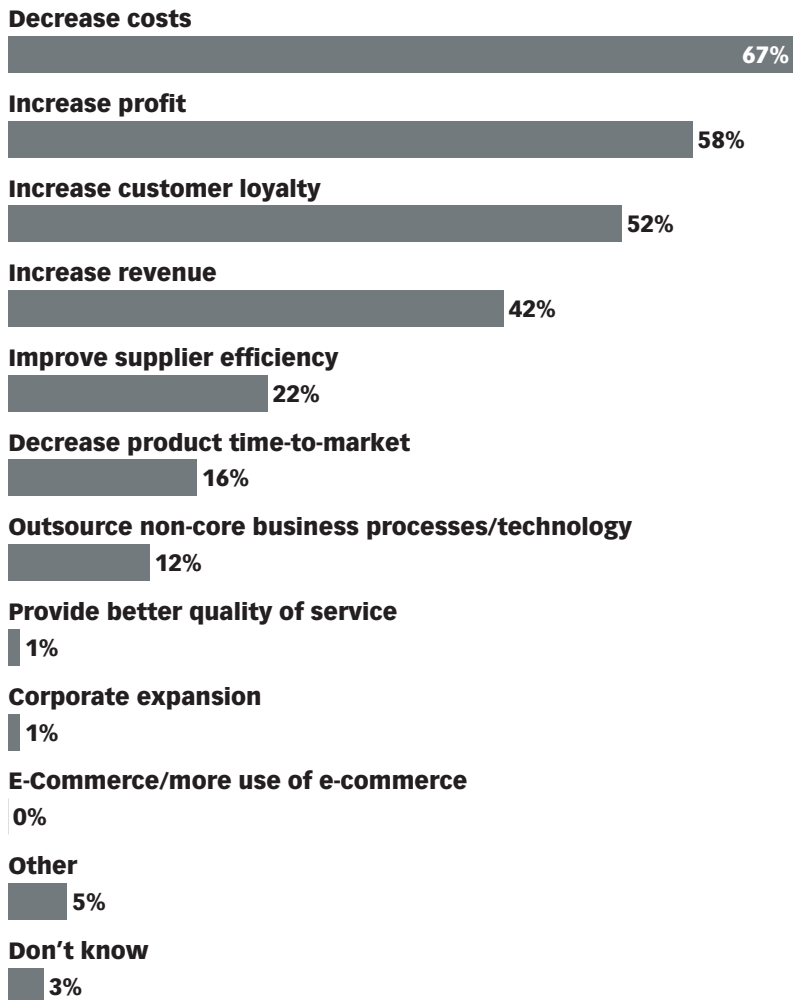 Decrease costs
67%
Increase profit
58%
Increase customer loyalty
52%
Increase revenue
42%
Improve supplier efficiency
22%
Decrease product time-to-market
16%
Outsource non-core business processes/technology
12%
Provide better quality of service
1%
Corporate expansion
1%
E-Commerce/more use of e-commerce
0%
Other
5%
Don’t know
3%